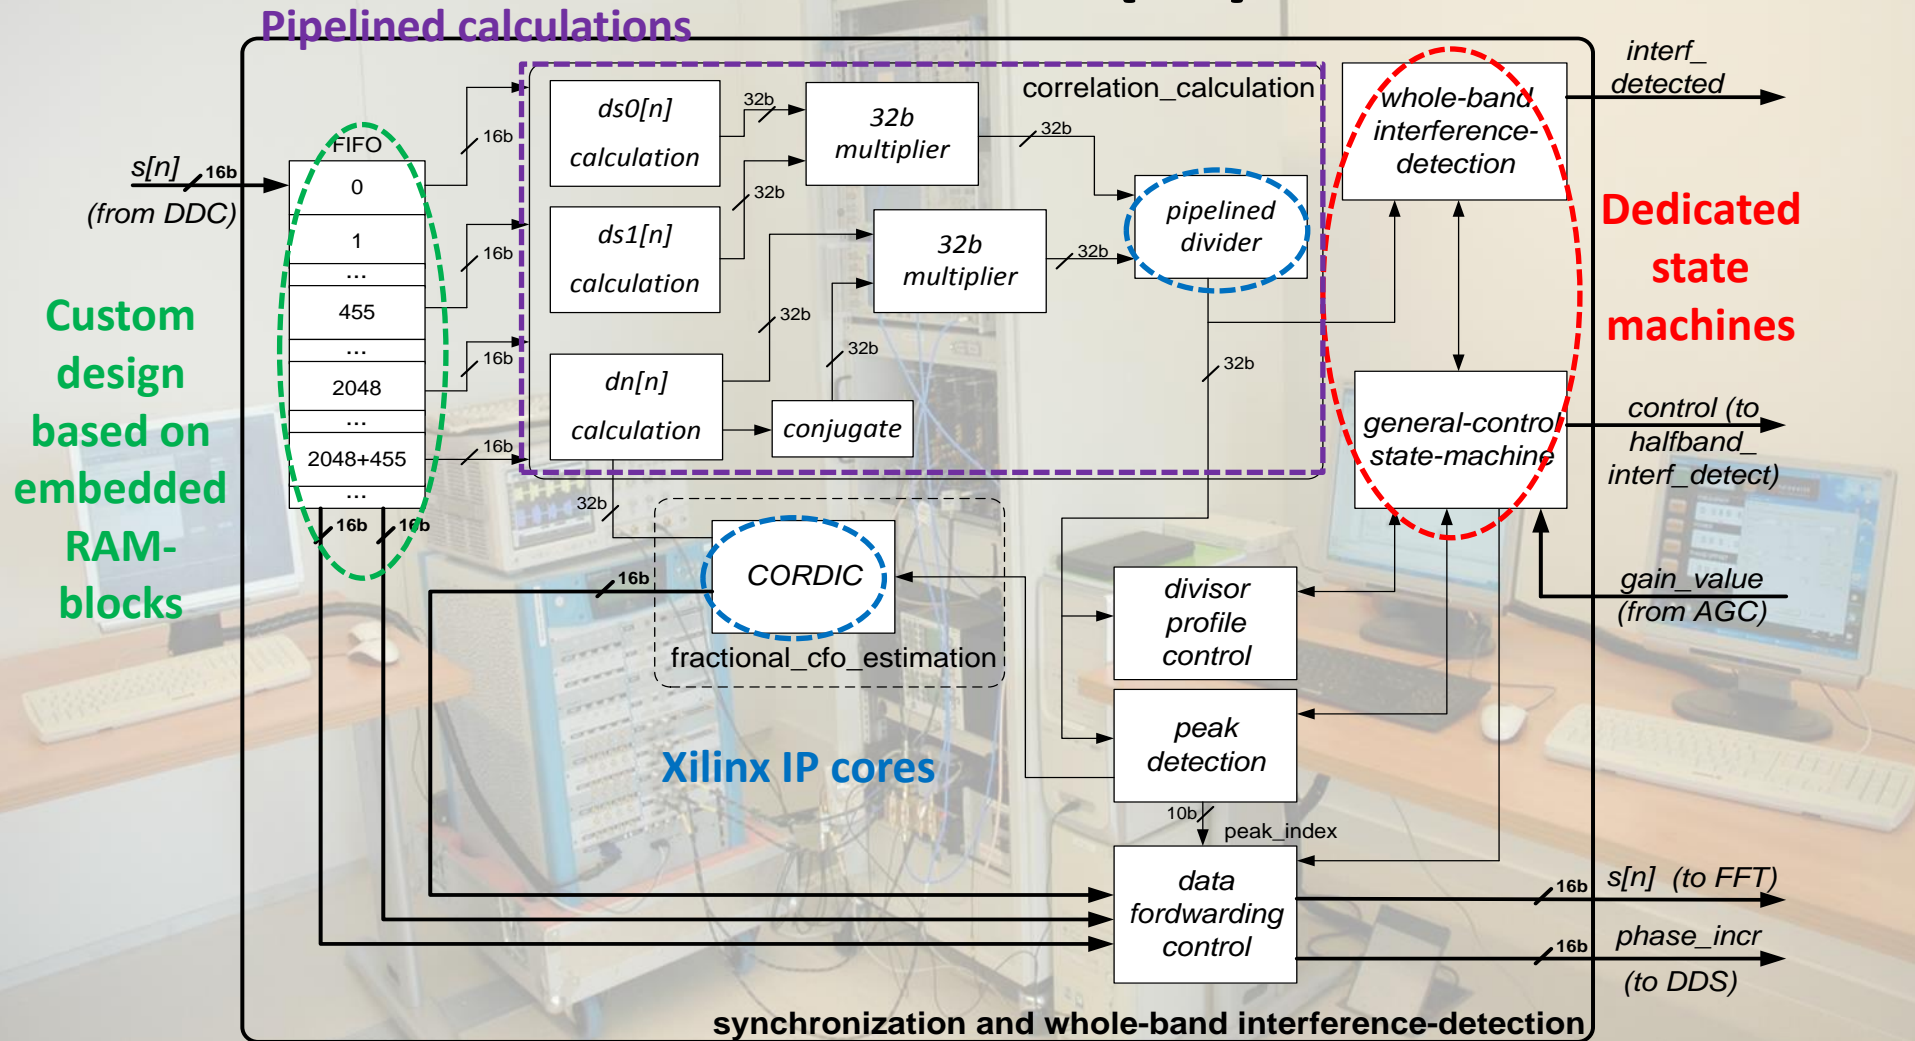 Pipelined calculations
interf_
detected
correlation_calculation
ds0[n]
calculation
32b
32b
multiplier
32b
whole-band
interference-
detection
FIFO
16b
s[n]
16b
(from DDC)
0
1
...
455
...
2048
...
2048+455
...
16b
16b
16b
ds1[n]
calculation
32b
32b
multiplier
32b
pipelined
divider
Dedicated
state
machines
Custom
design
based on
embedded
RAM-
blocks
32b
32b
32b
dn[n]
calculation
conjugate
general-control
state-machine
control (to
halfband_
interf_detect)
32b
16b
16b
CORDIC
16b
fractional_cfo_estimation
divisor
profile
control
gain_value
(from AGC)
Xilinx IP cores
peak
detection
10b
peak_index
data
fordwarding
control
16b
s[n] (to FFT)
16b
phase_incr
(to DDS)
synchronization and whole-band interference-detection